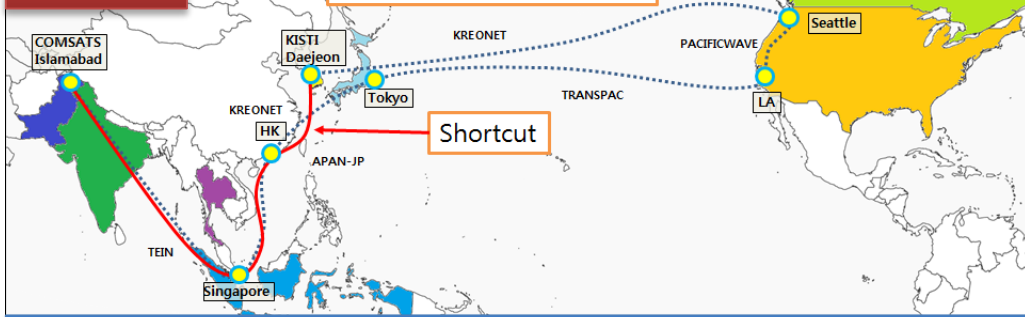 Seattle
KREONET
PACIFICWAVE
COMSATS
Islamabad
KISTI
Daejeon
Tokyo
TRANSPAC
LA
KREONET
HK
Shortcut
APAN-JP
TEIN
Singapore